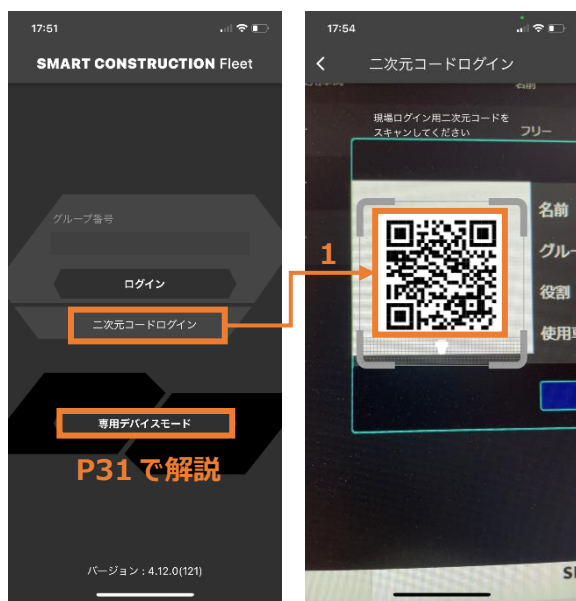 17:51
SMART CONSTRUCTION Fleet
グループ番号
ログイン
二次元コードログイン
専用デバイスモード
P31 で解説
バージョン : 4.12.0(121)
1
17:54
二次元コードログイン
名前
現場ログイン用二次元コードを
スキャンしてください
フリー
名前
グルー
役割
使用